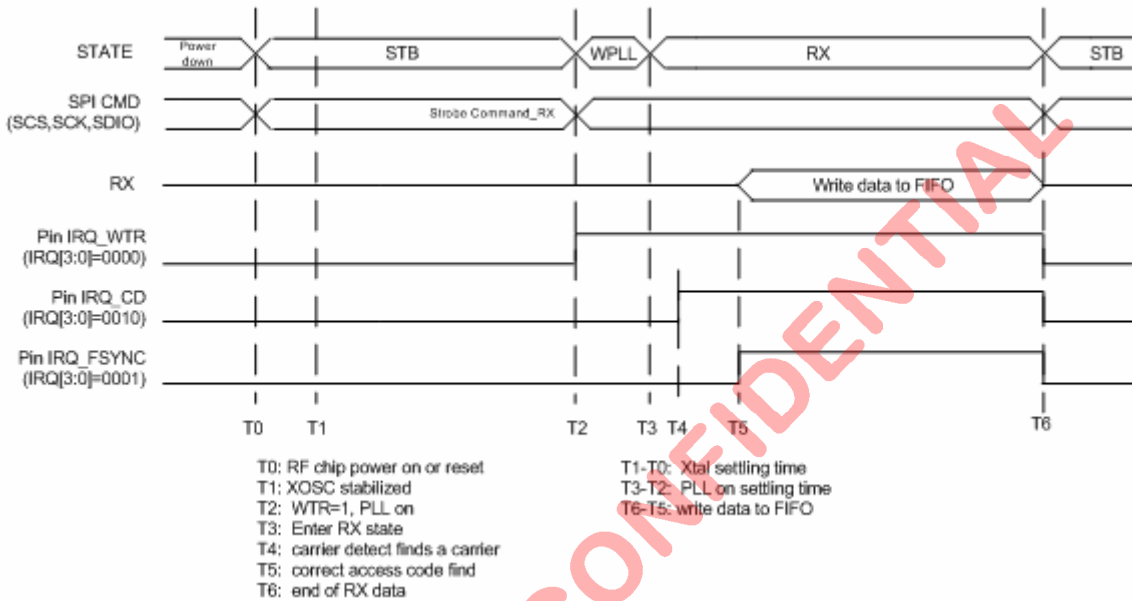 STATE Power down STB WPLL RX STB
SPI CMD
(SCS,SCK,SDIO)
Strobe Command_RX
RX Write data to FIFO
Pin IRQ_WTR
(IRQ[3:0]=0000)
Pin IRQ_CD
(IRQ[3:0]=0010)
Pin IRQ_FSYNC
(IRQ[3:0]=0001)
T0 T1 T2 T3 T4 T5 T6
T0: RF chip power on or reset
T1: XOSC stabilized
T2: WTR=1, PLL on
T3: Enter RX state
T4: carrier detect finds a carrier
T5: correct access code find
T6: end of RX data
T1-T0: Xtal settling time
T3-T2: PLL on settling time
T6-T5: write data to FIFO
CONFIDENTIAL